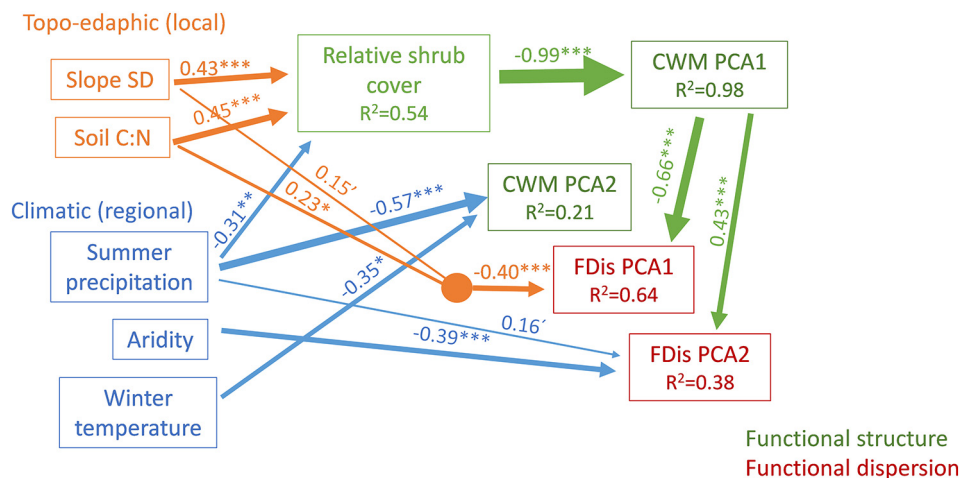 Topo-edaphic (local)
Slope SD
0.43***
Soil C:N
0.45***
Relative shrub
cover
R²=0.54
-0.99***
CWM PCA1
R²=0.98
Climatic (regional)
Summer
precipitation
-0.31**
0.15′
0.23*
-0.57***
CWM PCA2
R²=0.21
-0.66***
0.43***
-0.35*
-0.40***
FDis PCA1
R²=0.64
Aridity
-0.39***
0.16′
FDis PCA2
R²=0.38
Winter
temperature
Functional structure
Functional dispersion